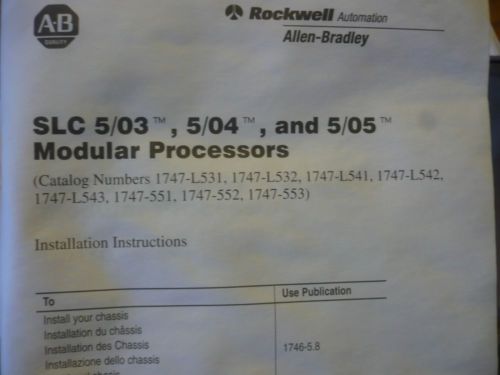 AB
QUALITY
Rockwell Automation
Allen-Bradley
SLC 5/03™, 5/04™, and 5/05™
Modular Processors
(Catalog Numbers 1747-L531, 1747-L532, 1747-L541, 1747-L542,
1747-L543, 1747-551, 1747-552, 1747-553)
Installation Instructions
To
Use Publication
Install your chassis
Installation du châssis
Installation des Chassis
1746-5.8
Installazione dello chassis